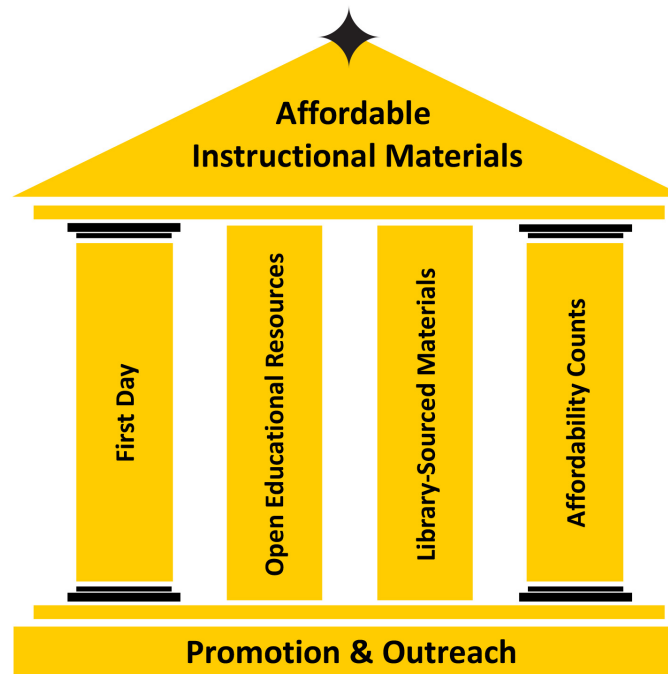 Affordable
Instructional Materials
First Day
Open Educational Resources
Library-Sourced Materials
Affordability Counts
Promotion & Outreach